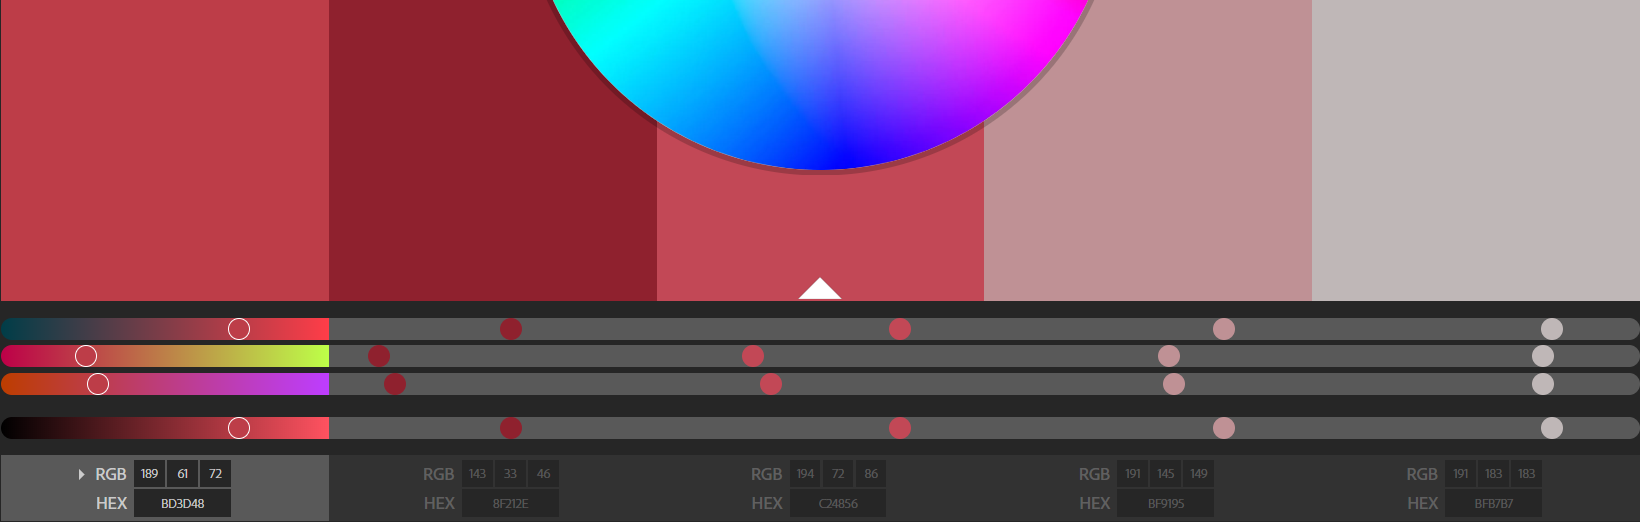 RGB 189 61 72
HEX BD3D48
RGB 143 33 46
HEX 8F212E
RGB 194 72 86
HEX C24856
RGB 191 145 149
HEX BF9195
RGB 191 183 183
HEX BFB7B7